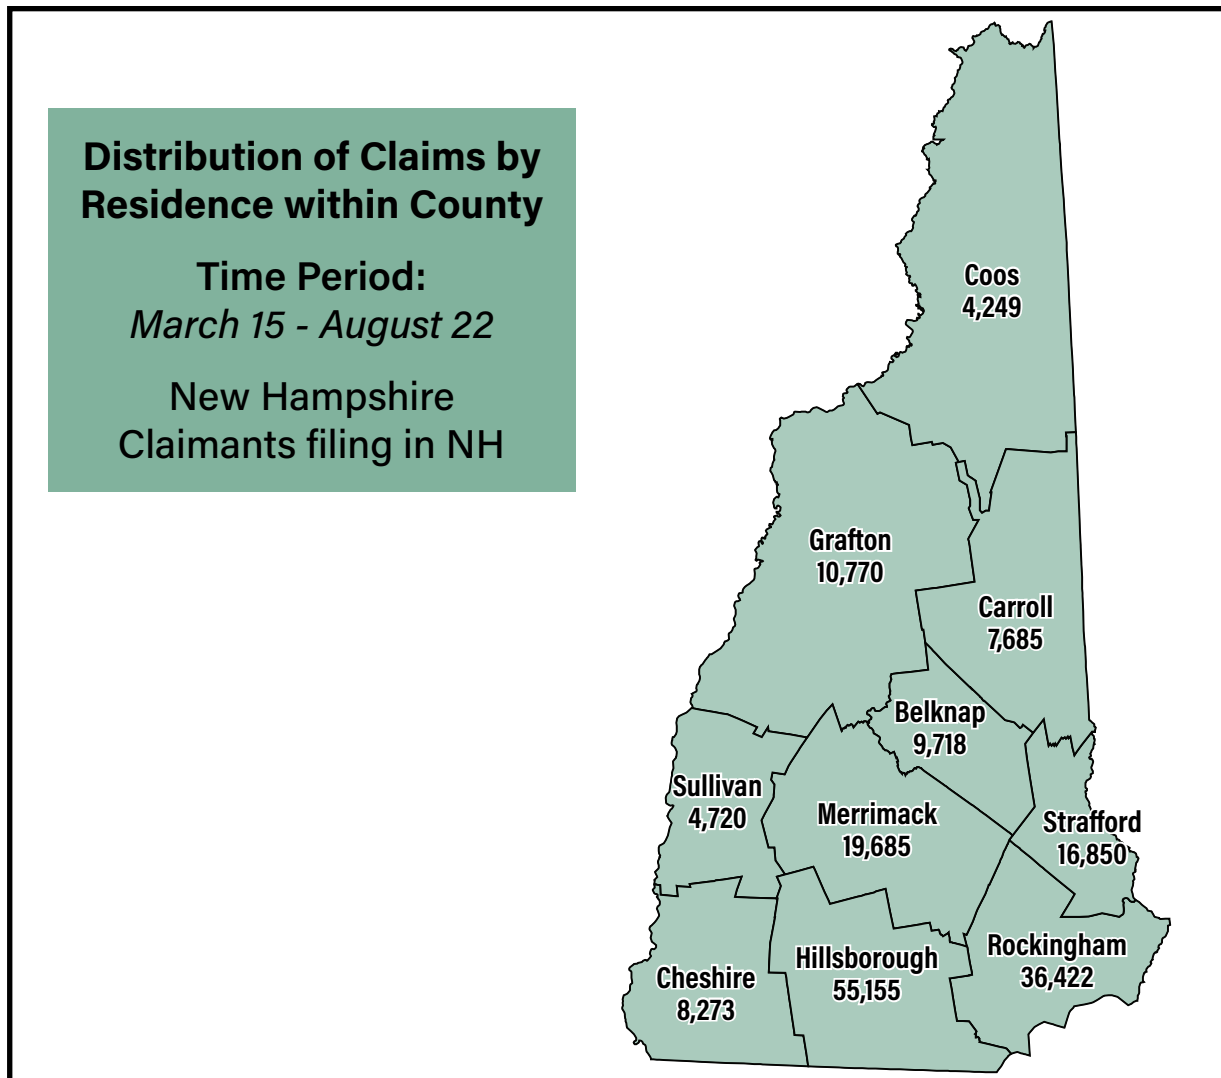 Distribution of Claims by
Residence within County
Time Period:
March 15 - August 22
New Hampshire
Claimants filing in NH
Coos
4,249
Grafton
10,770
Carroll
7,685
Belknap
9,718
Sullivan
4,720
Merrimack
19,685
Strafford
16,850
Rockingham
36,422
Hillsborough
55,155
Cheshire
8,273